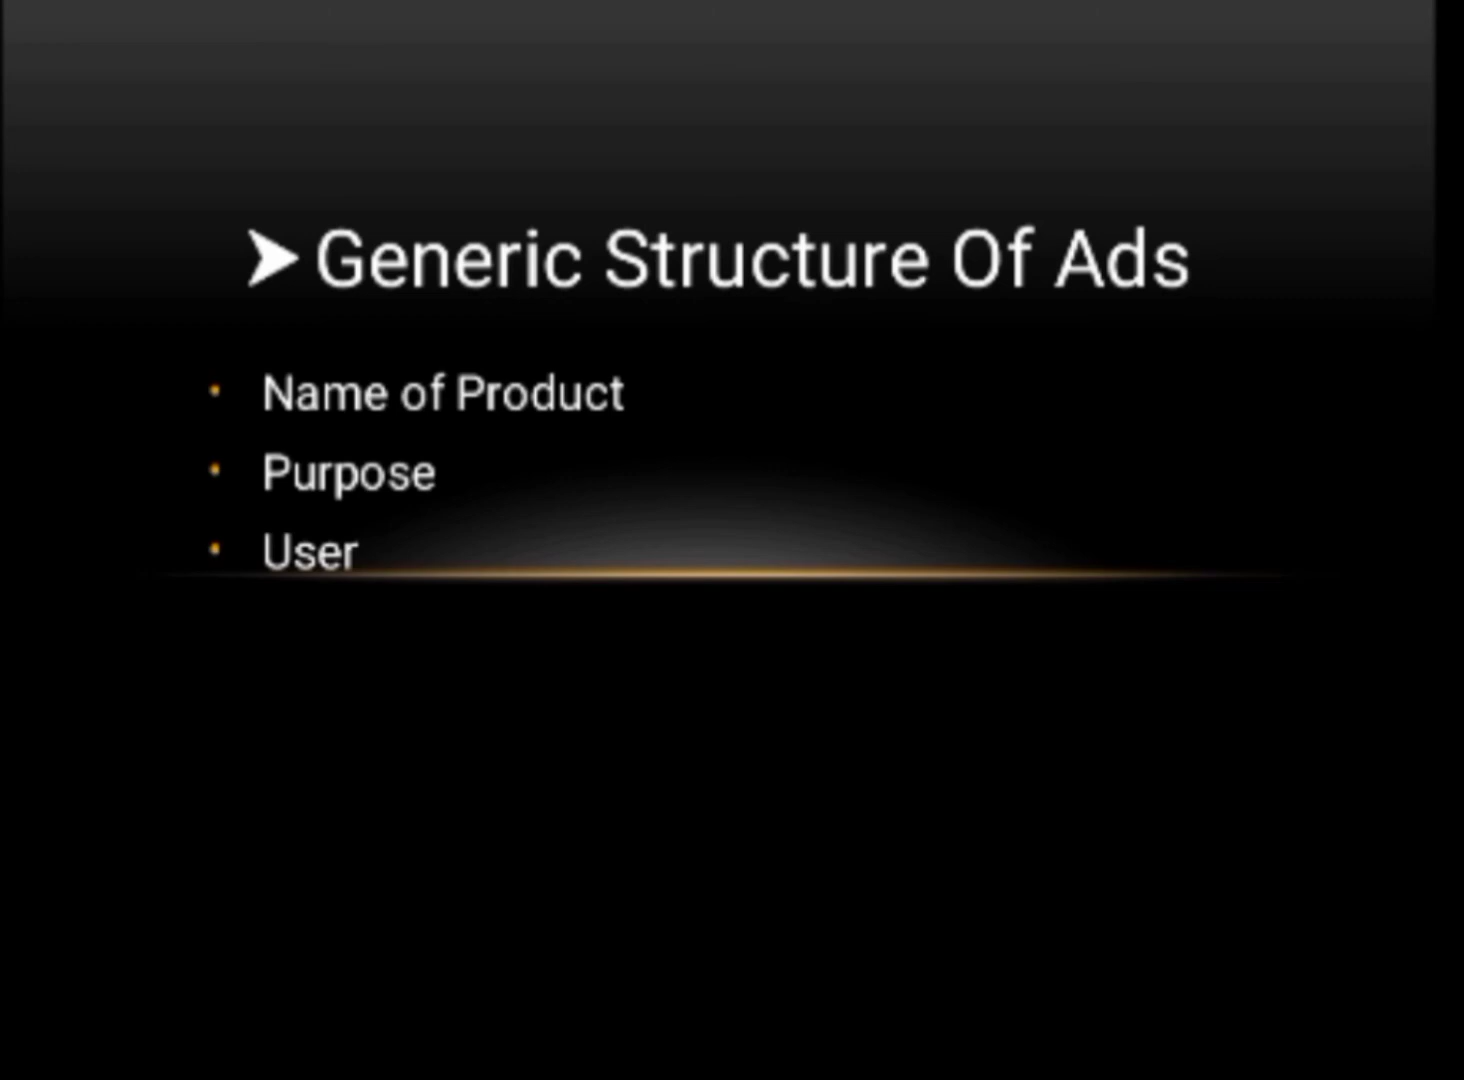 ➤Generic Structure Of Ads
• Name of Product
• Purpose
• User